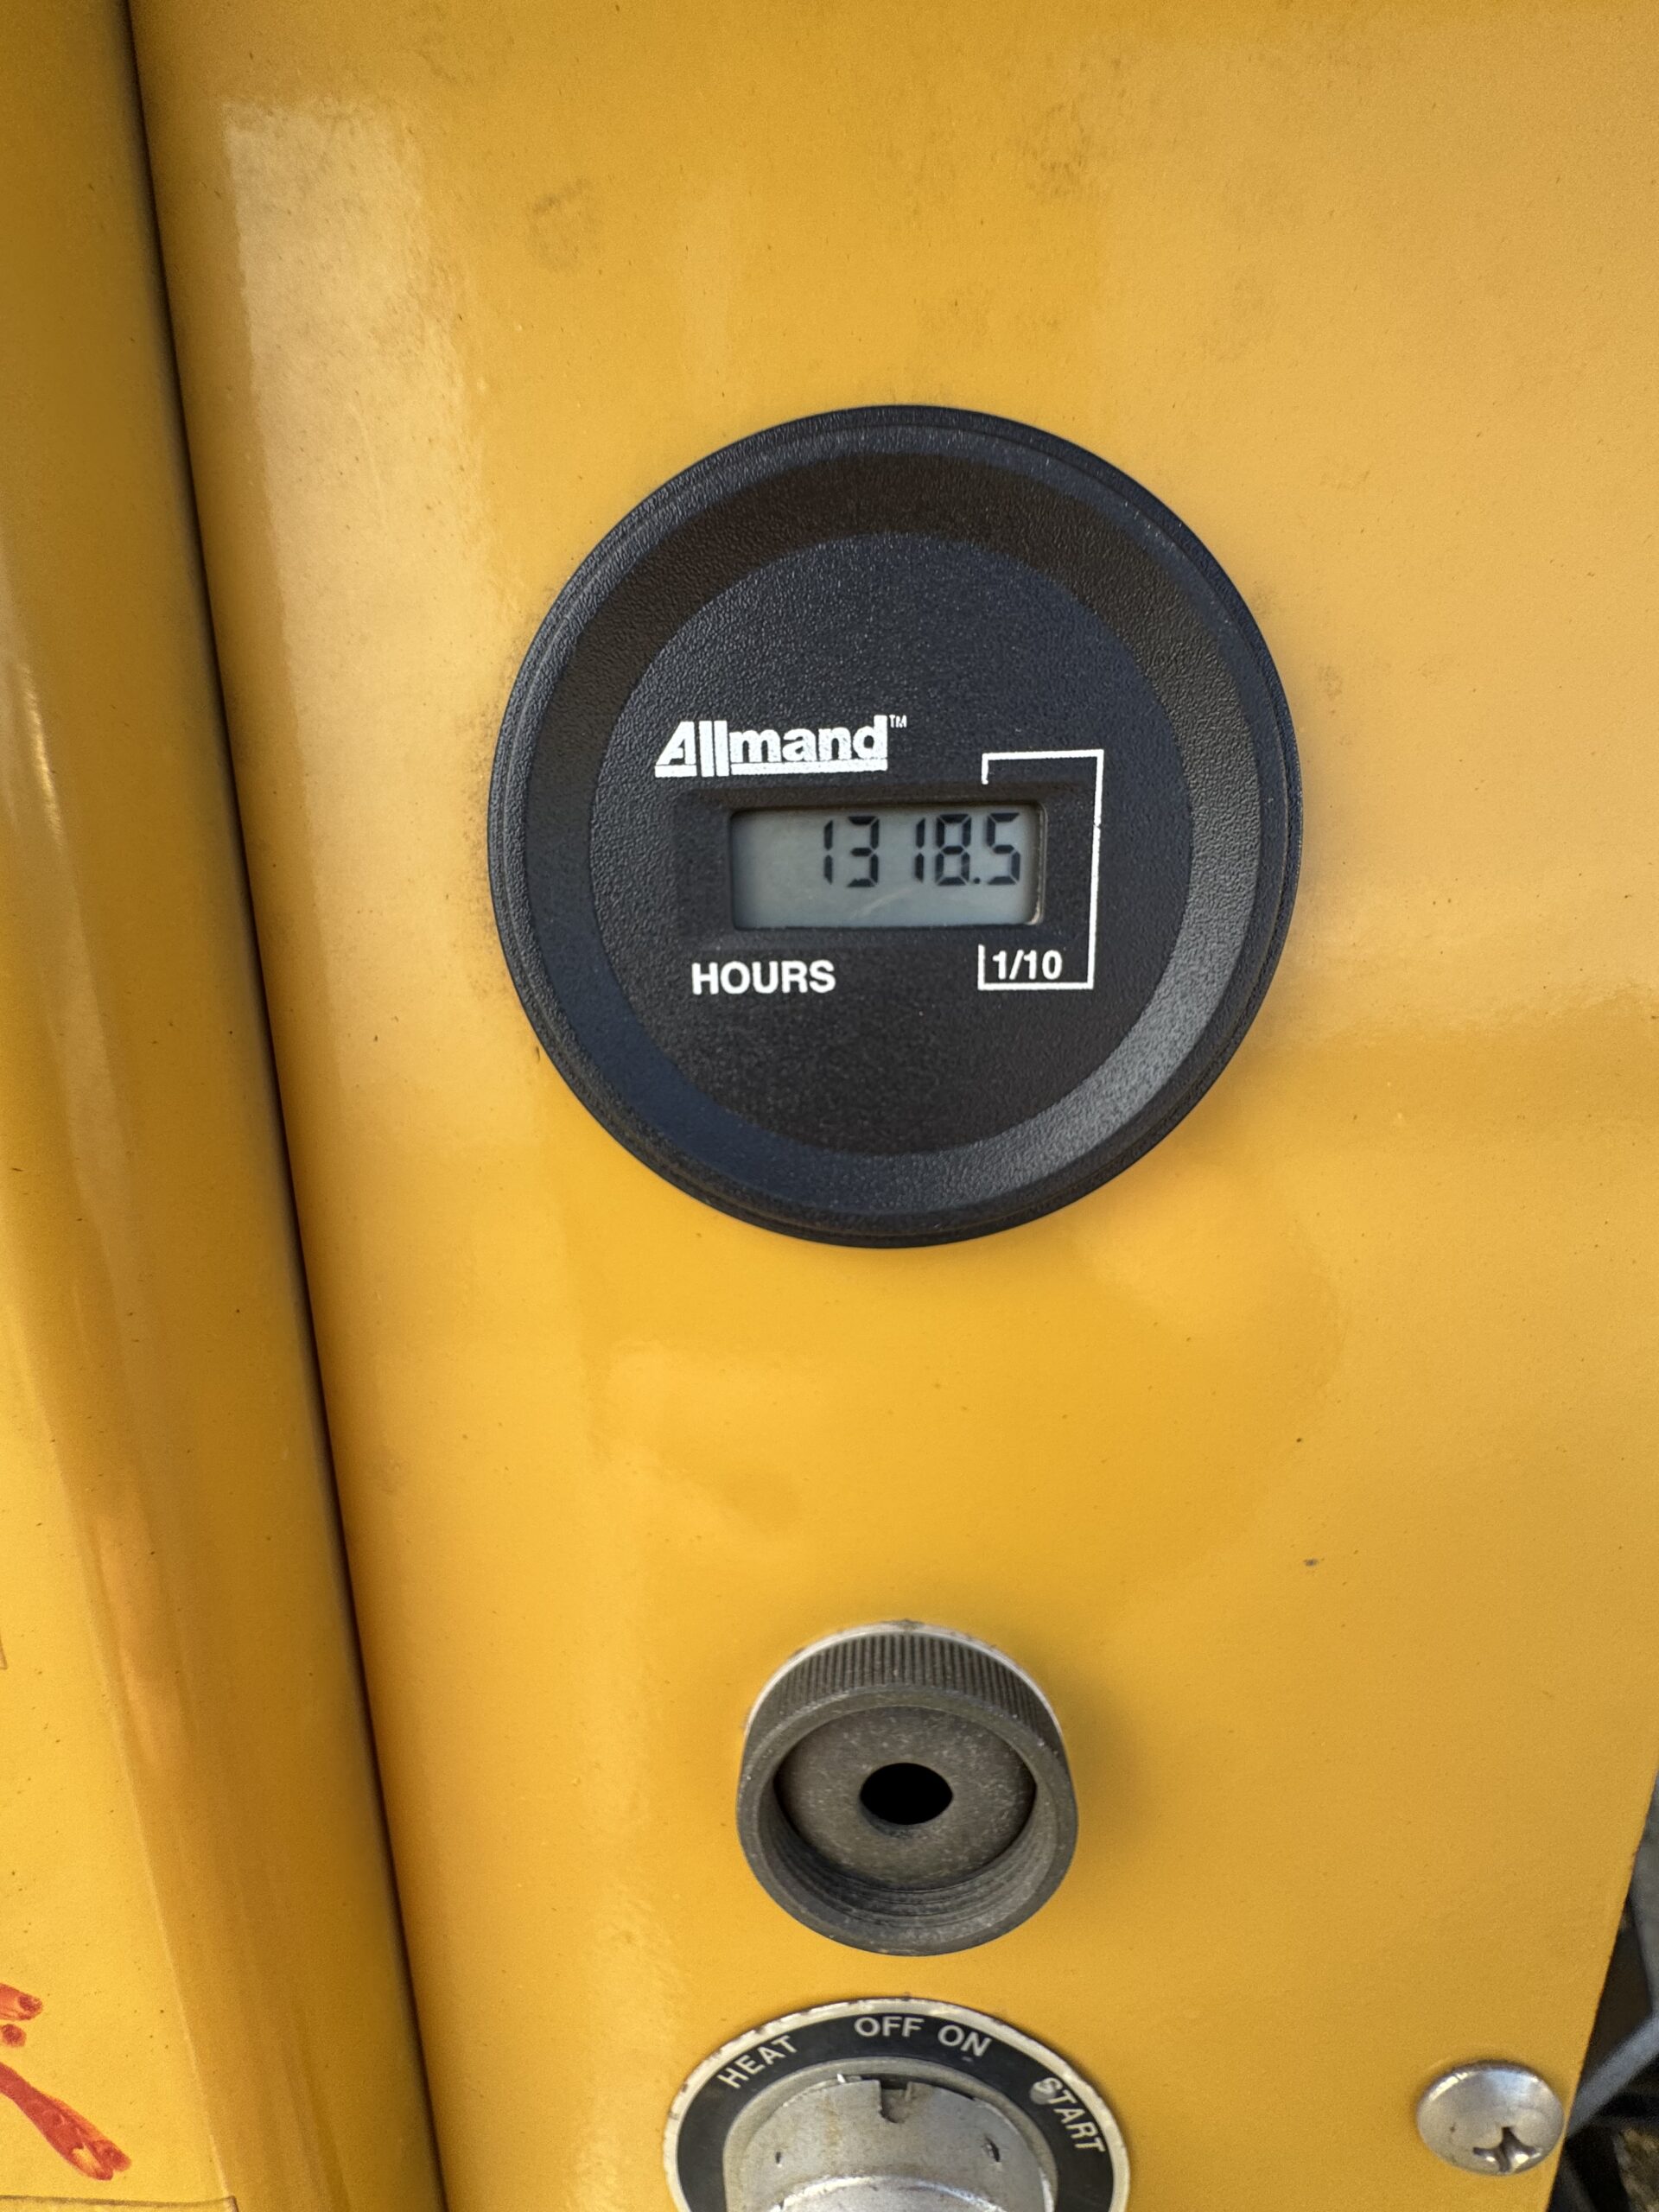 Allmand™
1318.5
HOURS
1/10
HEAT OFF ON START